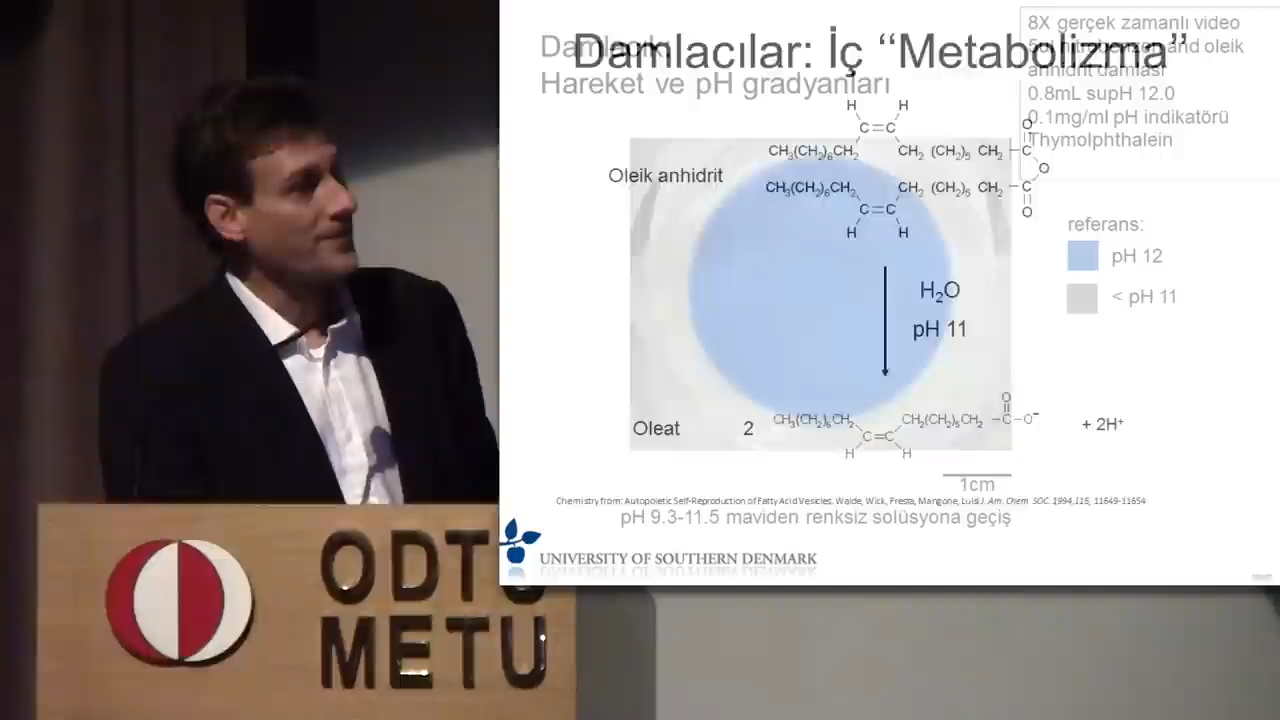 Damlacılar: İç “Metabolizma”
Hareket ve pH gradyanları
8X gerçek zamanlı video
5ul nitrobenzen and oleik
anhidrit damlası
0.8mL supH 12.0
0.1mg/ml pH indikatörü
Thymolphthalein
H H
C=C
CH₃(CH₂)₆CH₂ CH₂ (CH₂)₅ CH₂ C O
Oleik anhidrit
O
CH₃(CH₂)₆CH₂ CH₂ (CH₂)₅ CH₂ C O
C=C
H H
referans:
pH 12
< pH 11
H₂O
pH 11
Oleat 2 CH₃(CH₂)₆CH₂ CH₂(CH₂)₅CH₂ C O⁻ + 2H⁺
O
C=C
H H
1cm
Chemistry from: Autopoietic Self-Reproduction of Fatty Acid Vesicles. Walde, Wick, Fresta, Mangone, Luisi J. Am. Chem SOC. 1994,115, 11649-11654
pH 9.3-11.5 maviden renksiz solüsyona geçiş
UNIVERSITY OF SOUTHERN DENMARK
ODTÜ
METU